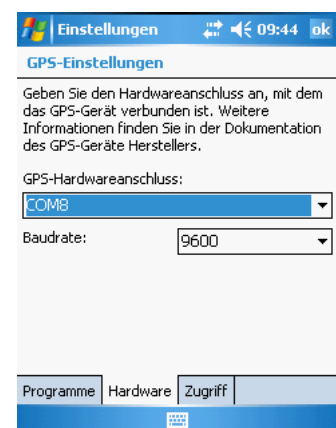 Einstellungen 09:44 ok
GPS-Einstellungen
Geben Sie den Hardwareanschluss an, mit dem
das GPS-Gerät verbunden ist. Weitere
Informationen finden Sie in der Dokumentation
des GPS-Geräte Herstellers.
GPS-Hardwareanschluss:
COM8
Baudrate: 9600
Programme Hardware Zugriff